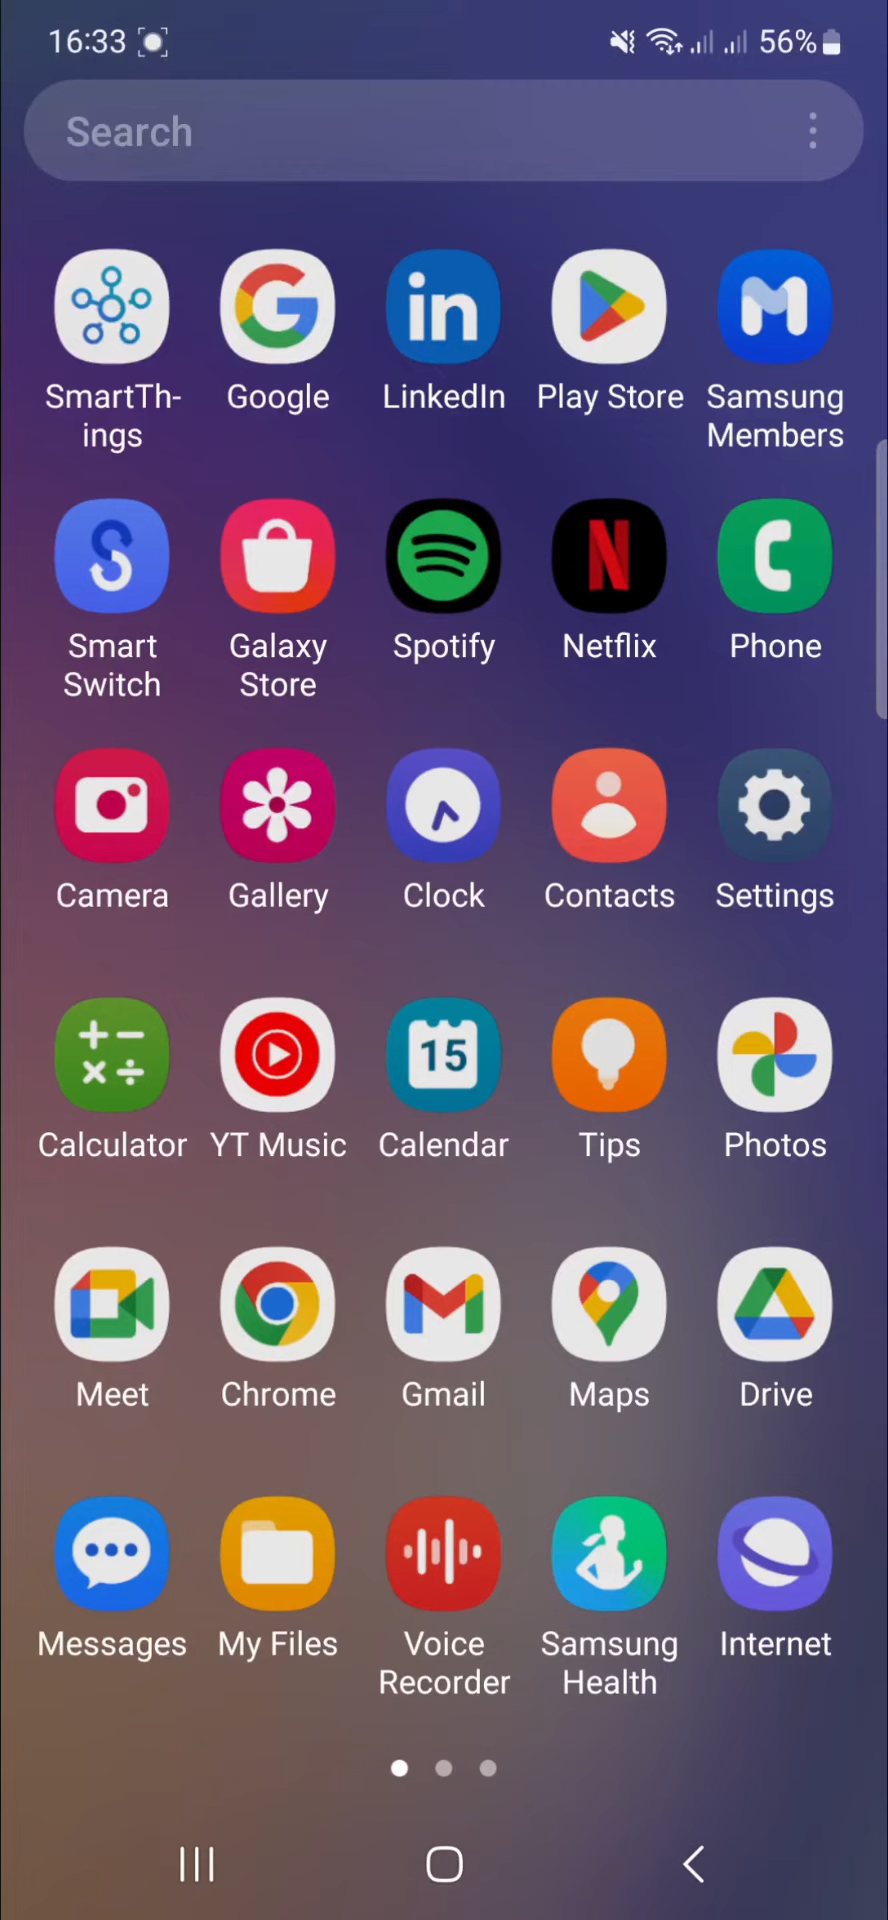 16:33 56%
Search
SmartTh-
ings
Google
LinkedIn
Play Store
Samsung
Members
Smart
Switch
Galaxy
Store
Spotify
Netflix
Phone
Camera
Gallery
Clock
Contacts
Settings
15
Calculator
YT Music
Calendar
Tips
Photos
Meet
Chrome
Gmail
Maps
Drive
Messages
My Files
Voice
Recorder
Samsung
Health
Internet